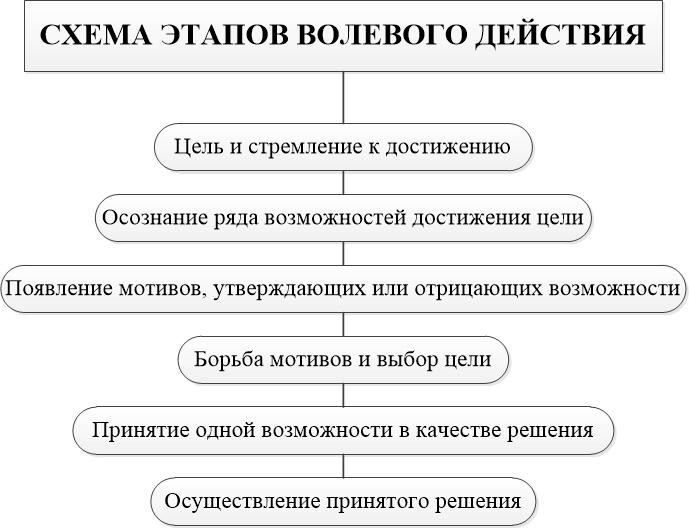 СХЕМА ЭТАПОВ ВОЛЕВОГО ДЕЙСТВИЯ
Цель и стремление к достижению
Осознание ряда возможностей достижения цели
Появление мотивов, утверждающих или отрицающих возможности
Борьба мотивов и выбор цели
Принятие одной возможности в качестве решения
Осуществление принятого решения